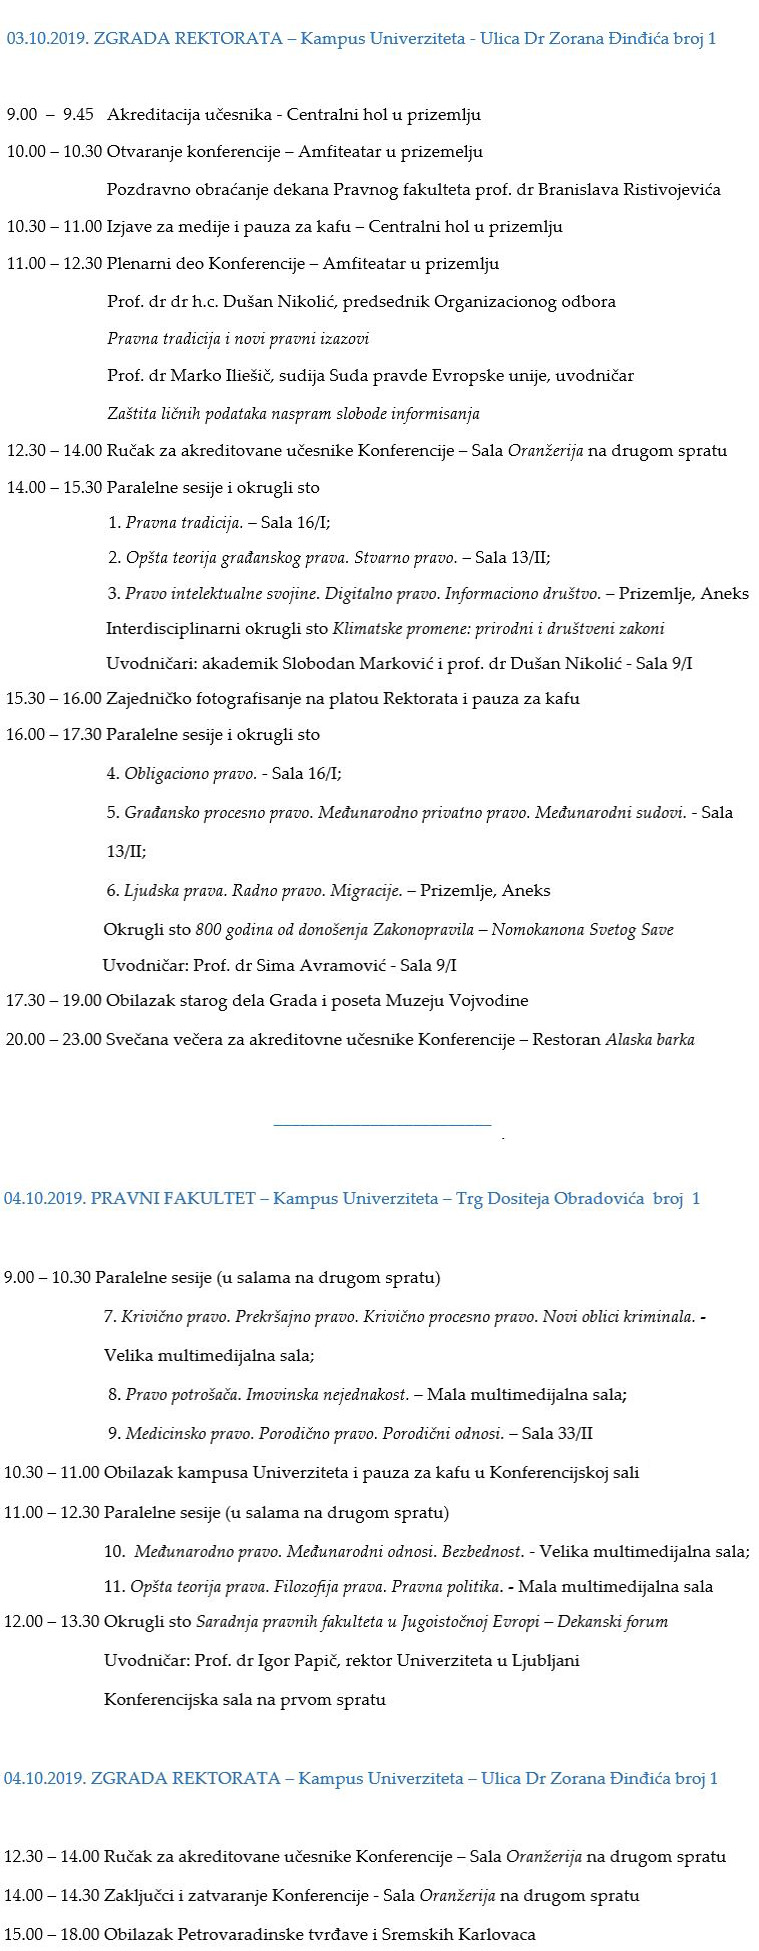 03.10.2019. ZGRADA REKTORATA – Kampus Univerziteta - Ulica Dr Zorana Đinđića broj 1
9.00 – 9.45 Akreditacija učesnika - Centralni hol u prizemlju
10.00 – 10.30 Otvaranje konferencije – Amfiteatar u prizemelju
Pozdravno obraćanje dekana Pravnog fakulteta prof. dr Branislava Ristivojevića
10.30 – 11.00 Izjave za medije i pauza za kafu – Centralni hol u prizemlju
11.00 – 12.30 Plenarni deo Konferencije – Amfiteatar u prizemlju
Prof. dr dr h.c. Dušan Nikolić, predsednik Organizacionog odbora
Pravna tradicija i novi pravni izazovi
Prof. dr Marko Iliešič, sudija Suda pravde Evropske unije, uvodničar
Zaštita ličnih podataka naspram slobode informisanja
12.30 – 14.00 Ručak za akreditovane učesnike Konferencije – Sala Oranžerija na drugom spratu
14.00 – 15.30 Paralelne sesije i okrugli sto
1. Pravna tradicija. – Sala 16/I;
2. Opšta teorija građanskog prava. Stvarno pravo. – Sala 13/II;
3. Pravo intelektualne svojine. Digitalno pravo. Informaciono društvo. – Prizemlje, Aneks
Interdisciplinarni okrugli sto Klimatske promene: prirodni i društveni zakoni
Uvodničari: akademik Slobodan Marković i prof. dr Dušan Nikolić - Sala 9/I
15.30 – 16.00 Zajedničko fotografisanje na platou Rektorata i pauza za kafu
16.00 – 17.30 Paralelne sesije i okrugli sto
4. Obligaciono pravo. - Sala 16/I;
5. Građansko procesno pravo. Međunarodno privatno pravo. Međunarodni sudovi. - Sala
13/II;
6. Ljudska prava. Radno pravo. Migracije. – Prizemlje, Aneks
Okrugli sto 800 godina od donošenja Zakonopravila – Nomokanona Svetog Save
Uvodničar: Prof. dr Sima Avramović - Sala 9/I
17.30 – 19.00 Obilazak starog dela Grada i poseta Muzeju Vojvodine
20.00 – 23.00 Svečana večera za akreditovne učesnike Konferencije – Restoran Alaska barka
.
04.10.2019. PRAVNI FAKULTET – Kampus Univerziteta – Trg Dositeja Obradovića broj 1
9.00 – 10.30 Paralelne sesije (u salama na drugom spratu)
7. Krivično pravo. Prekršajno pravo. Krivično procesno pravo. Novi oblici kriminala. -
Velika multimedijalna sala;
8. Pravo potrošača. Imovinska nejednakost. – Mala multimedijalna sala;
9. Medicinsko pravo. Porodično pravo. Porodični odnosi. – Sala 33/II
10.30 – 11.00 Obilazak kampusa Univerziteta i pauza za kafu u Konferencijskoj sali
11.00 – 12.30 Paralelne sesije (u salama na drugom spratu)
10. Međunarodno pravo. Međunarodni odnosi. Bezbednost. - Velika multimedijalna sala;
11. Opšta teorija prava. Filozofija prava. Pravna politika. - Mala multimedijalna sala
12.00 – 13.30 Okrugli sto Saradnja pravnih fakulteta u Jugoistočnoj Evropi – Dekanski forum
Uvodničar: Prof. dr Igor Papič, rektor Univerziteta u Ljubljani
Konferencijska sala na prvom spratu
04.10.2019. ZGRADA REKTORATA – Kampus Univerziteta – Ulica Dr Zorana Đinđića broj 1
12.30 – 14.00 Ručak za akreditovane učesnike Konferencije – Sala Oranžerija na drugom spratu
14.00 – 14.30 Zaključci i zatvaranje Konferencije - Sala Oranžerija na drugom spratu
15.00 – 18.00 Obilazak Petrovaradinske tvrđave i Sremskih Karlovaca